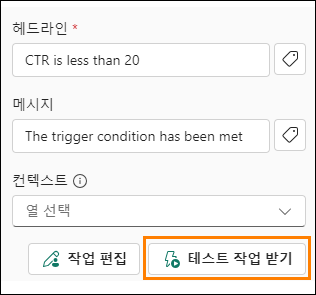 헤드라인 *
CTR is less than 20
메시지
The trigger condition has been met
컨텍스트
열 선택
작업 편집
테스트 작업 받기